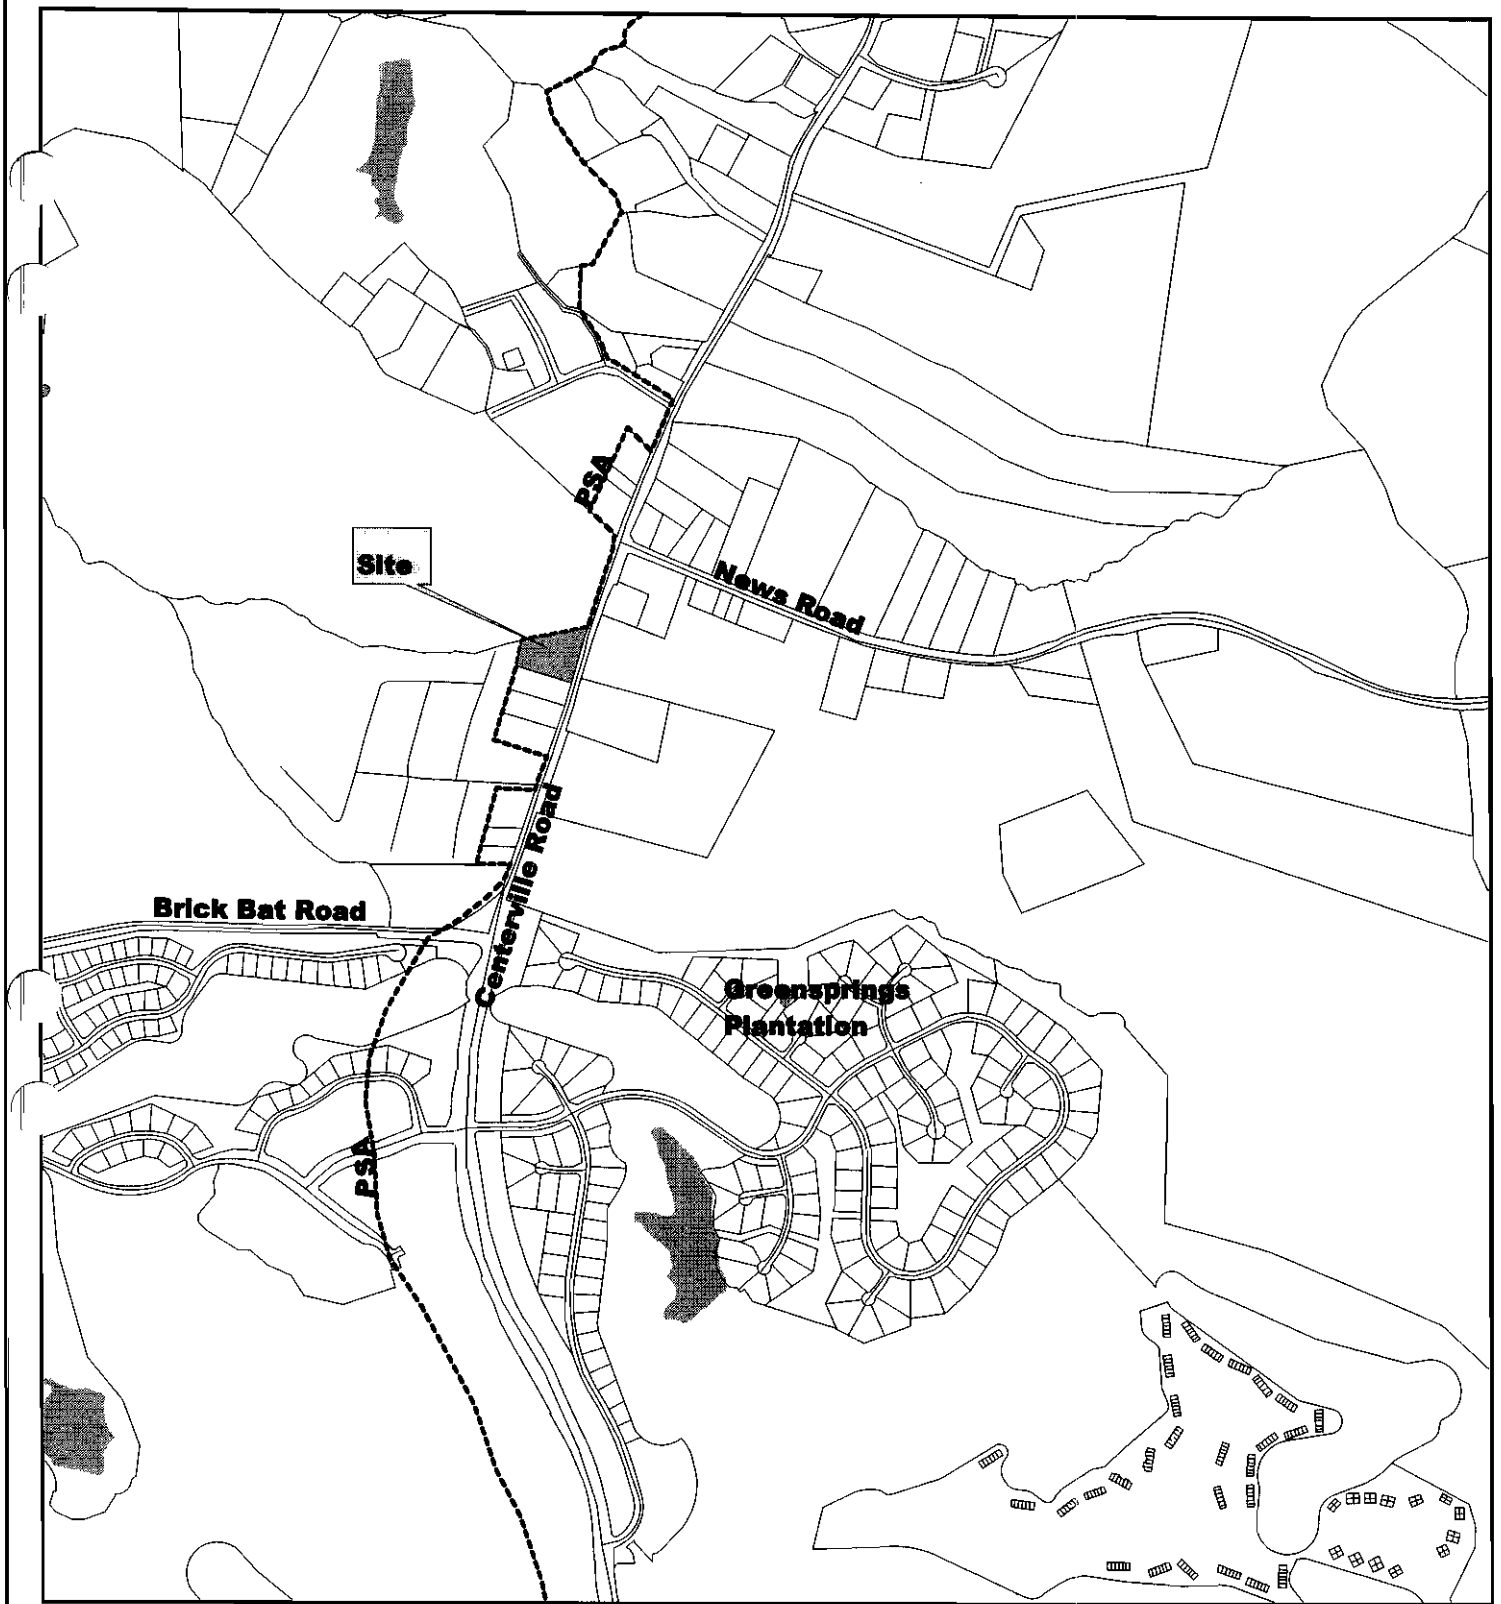 PSA
Site
News Road
Centerville Road
Brick Bat Road
Greensprings
Plantation
PSA